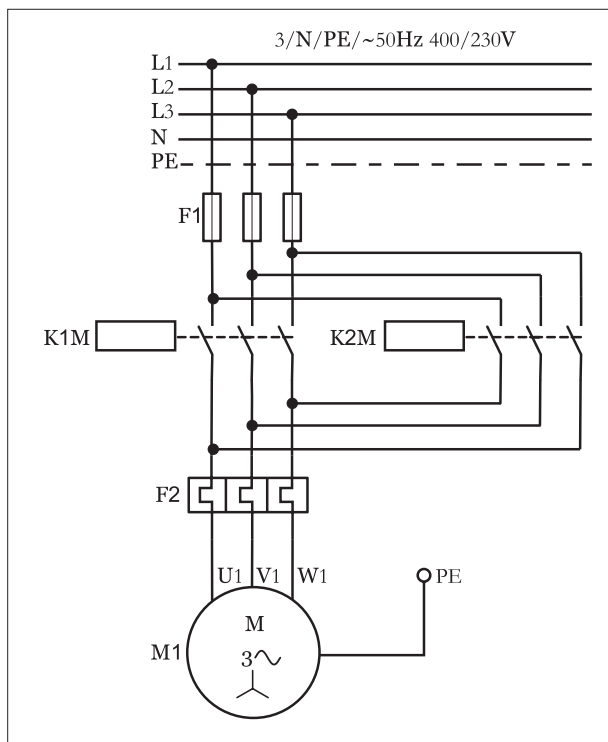 3/N/PE/~50Hz 400/230V
L1
L2
L3
N
PE
F1
K1M
K2M
F2
U1 V1 W1
PE
M
M1
3